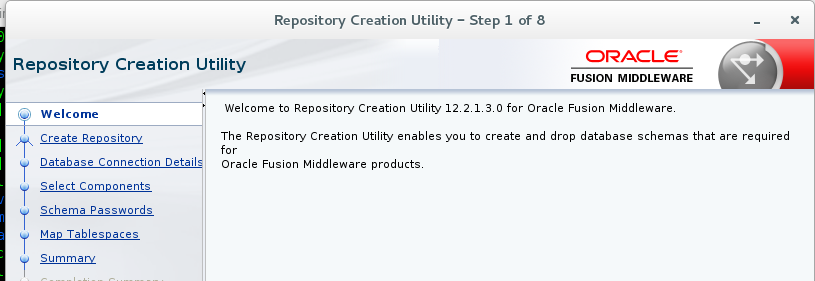 Repository Creation Utility – Step 1 of 8
Repository Creation Utility
ORACLE
FUSION MIDDLEWARE
Welcome
Create Repository
Database Connection Details
Select Components
Schema Passwords
Map Tablespaces
Summary
Welcome to Repository Creation Utility 12.2.1.3.0 for Oracle Fusion Middleware.
The Repository Creation Utility enables you to create and drop database schemas that are required
for
Oracle Fusion Middleware products.